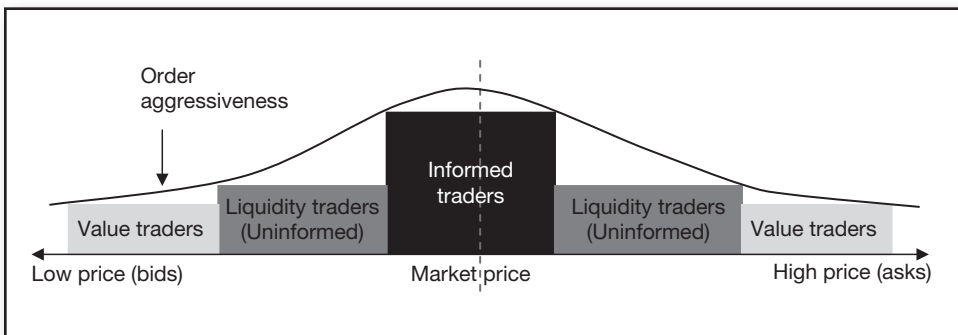 Order
aggressiveness
Informed
traders
Liquidity traders
(Uninformed)
Liquidity traders
(Uninformed)
Value traders
Value traders
Low price (bids)
Market price
High price (asks)